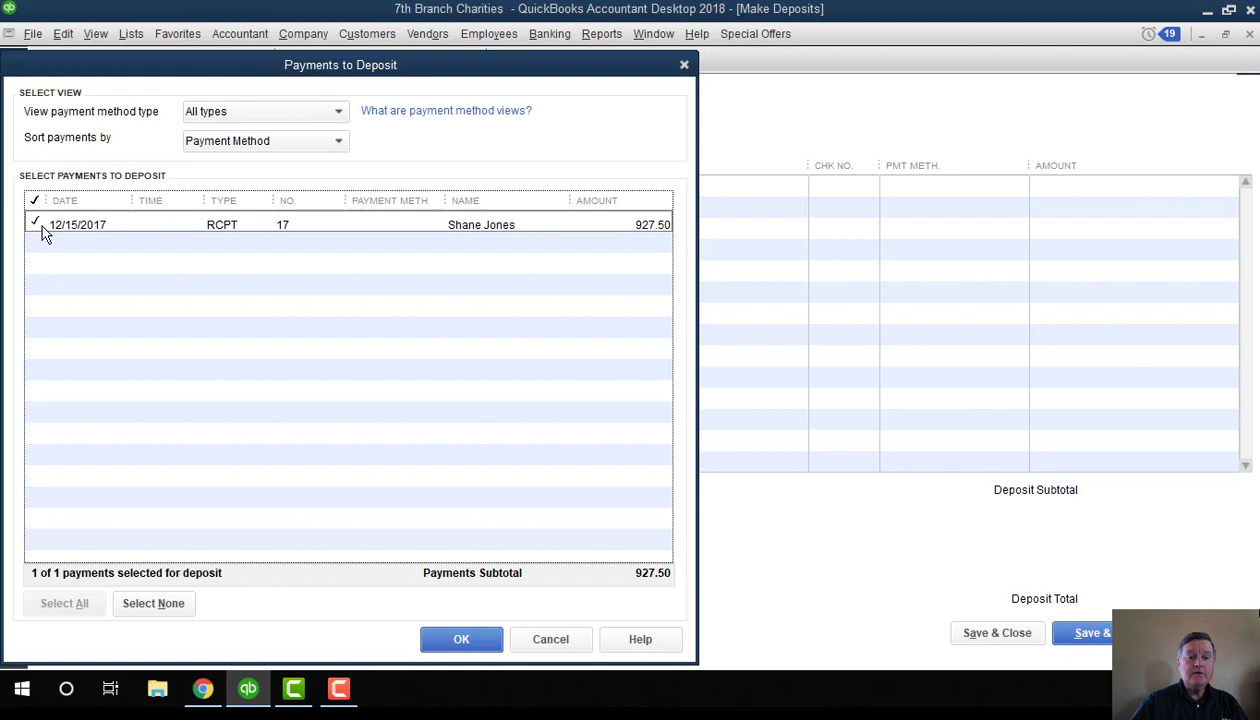 7th Branch Charities - QuickBooks Accountant Desktop 2018 - [Make Deposits]
File Edit View Lists Favorites Accountant Company Customers Vendors Employees Banking Reports Window Help Special Offers 19
Payments to Deposit
SELECT VIEW
View payment method type All types What are payment method views?
Sort payments by Payment Method
CHK NO. PMT METH. AMOUNT
SELECT PAYMENTS TO DEPOSIT
✓ DATE TIME TYPE NO. PAYMENT METH NAME AMOUNT
✓ 12/15/2017 RCPT 17 Shane Jones 927.50
Deposit Subtotal
1 of 1 payments selected for deposit Payments Subtotal 927.50
Select All Select None
Deposit Total
OK Cancel Help
Save & Close Save &
qb C C